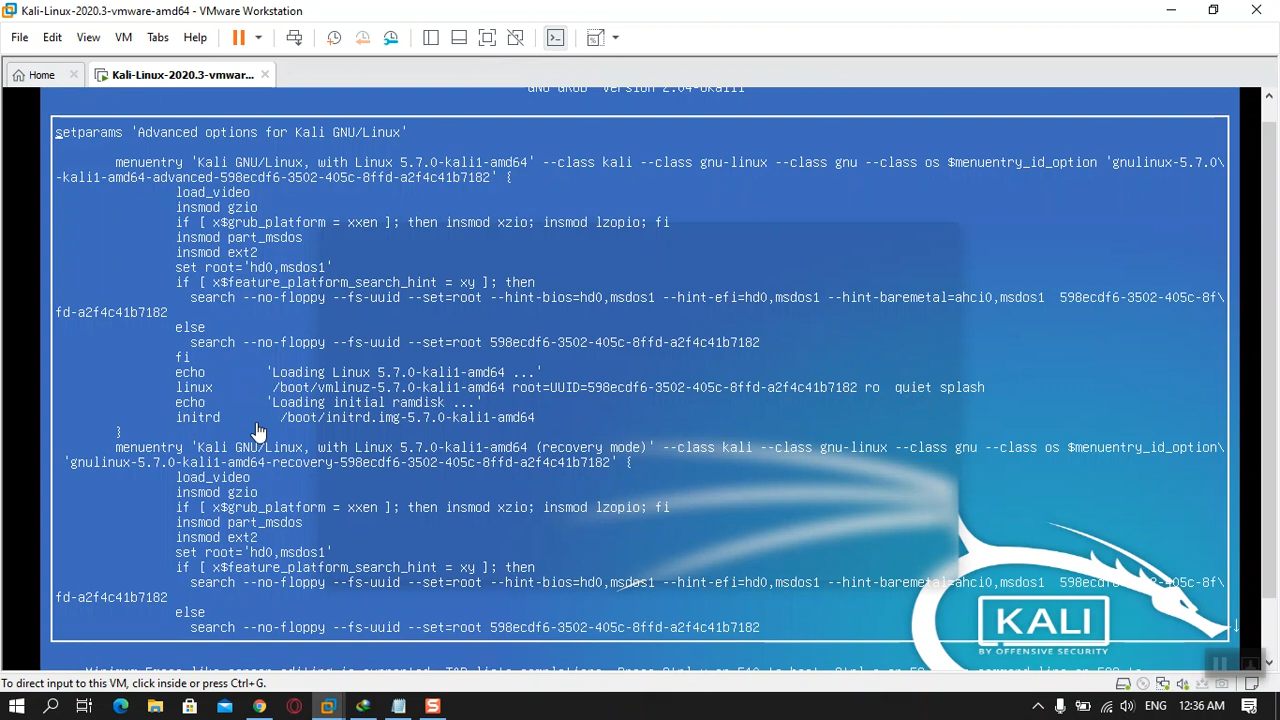 Kali-Linux-2020.3-vmware-amd64 - VMware Workstation
File Edit View VM Tabs Help
Home Kali-Linux-2020.3-vmwar...
GNU GRUB version 2.04-8kali1
setparams 'Advanced options for Kali GNU/Linux'
menuentry 'Kali GNU/Linux, with Linux 5.7.0-kali1-amd64' --class kali --class gnu-linux --class gnu --class os $menuentry_id_option 'gnulinux-5.7.0\
-kali1-amd64-advanced-598ecdf6-3502-405c-8ffd-a2f4c41b7182' {
load_video
insmod gzio
if [ x$grub_platform = xxen ]; then insmod xzio; insmod lzopio; fi
insmod part_msdos
insmod ext2
set root='hd0,msdos1'
if [ x$feature_platform_search_hint = xy ]; then
search --no-floppy --fs-uuid --set=root --hint-bios=hd0,msdos1 --hint-efi=hd0,msdos1 --hint-baremetal=ahci0,msdos1 598ecdf6-3502-405c-8f\
fd-a2f4c41b7182
else
search --no-floppy --fs-uuid --set=root 598ecdf6-3502-405c-8ffd-a2f4c41b7182
fi
echo 'Loading Linux 5.7.0-kali1-amd64 ...'
linux /boot/vmlinuz-5.7.0-kali1-amd64 root=UUID=598ecdf6-3502-405c-8ffd-a2f4c41b7182 ro quiet splash
echo 'Loading initial ramdisk ...'
initrd /boot/initrd.img-5.7.0-kali1-amd64
}
menuentry 'Kali GNU/Linux, with Linux 5.7.0-kali1-amd64 (recovery mode)' --class kali --class gnu-linux --class gnu --class os $menuentry_id_option\
'gnulinux-5.7.0-kali1-amd64-recovery-598ecdf6-3502-405c-8ffd-a2f4c41b7182' {
load_video
insmod gzio
if [ x$grub_platform = xxen ]; then insmod xzio; insmod lzopio; fi
insmod part_msdos
insmod ext2
set root='hd0,msdos1'
if [ x$feature_platform_search_hint = xy ]; then
search --no-floppy --fs-uuid --set=root --hint-bios=hd0,msdos1 --hint-efi=hd0,msdos1 --hint-baremetal=ahci0,msdos1 598ecdf6-3502-405c-8f\
fd-a2f4c41b7182
else
search --no-floppy --fs-uuid --set=root 598ecdf6-3502-405c-8ffd-a2f4c41b7182
KALI
BY OFFENSIVE SECURITY
To direct input to this VM, click inside or press Ctrl+G.
12:36 AM